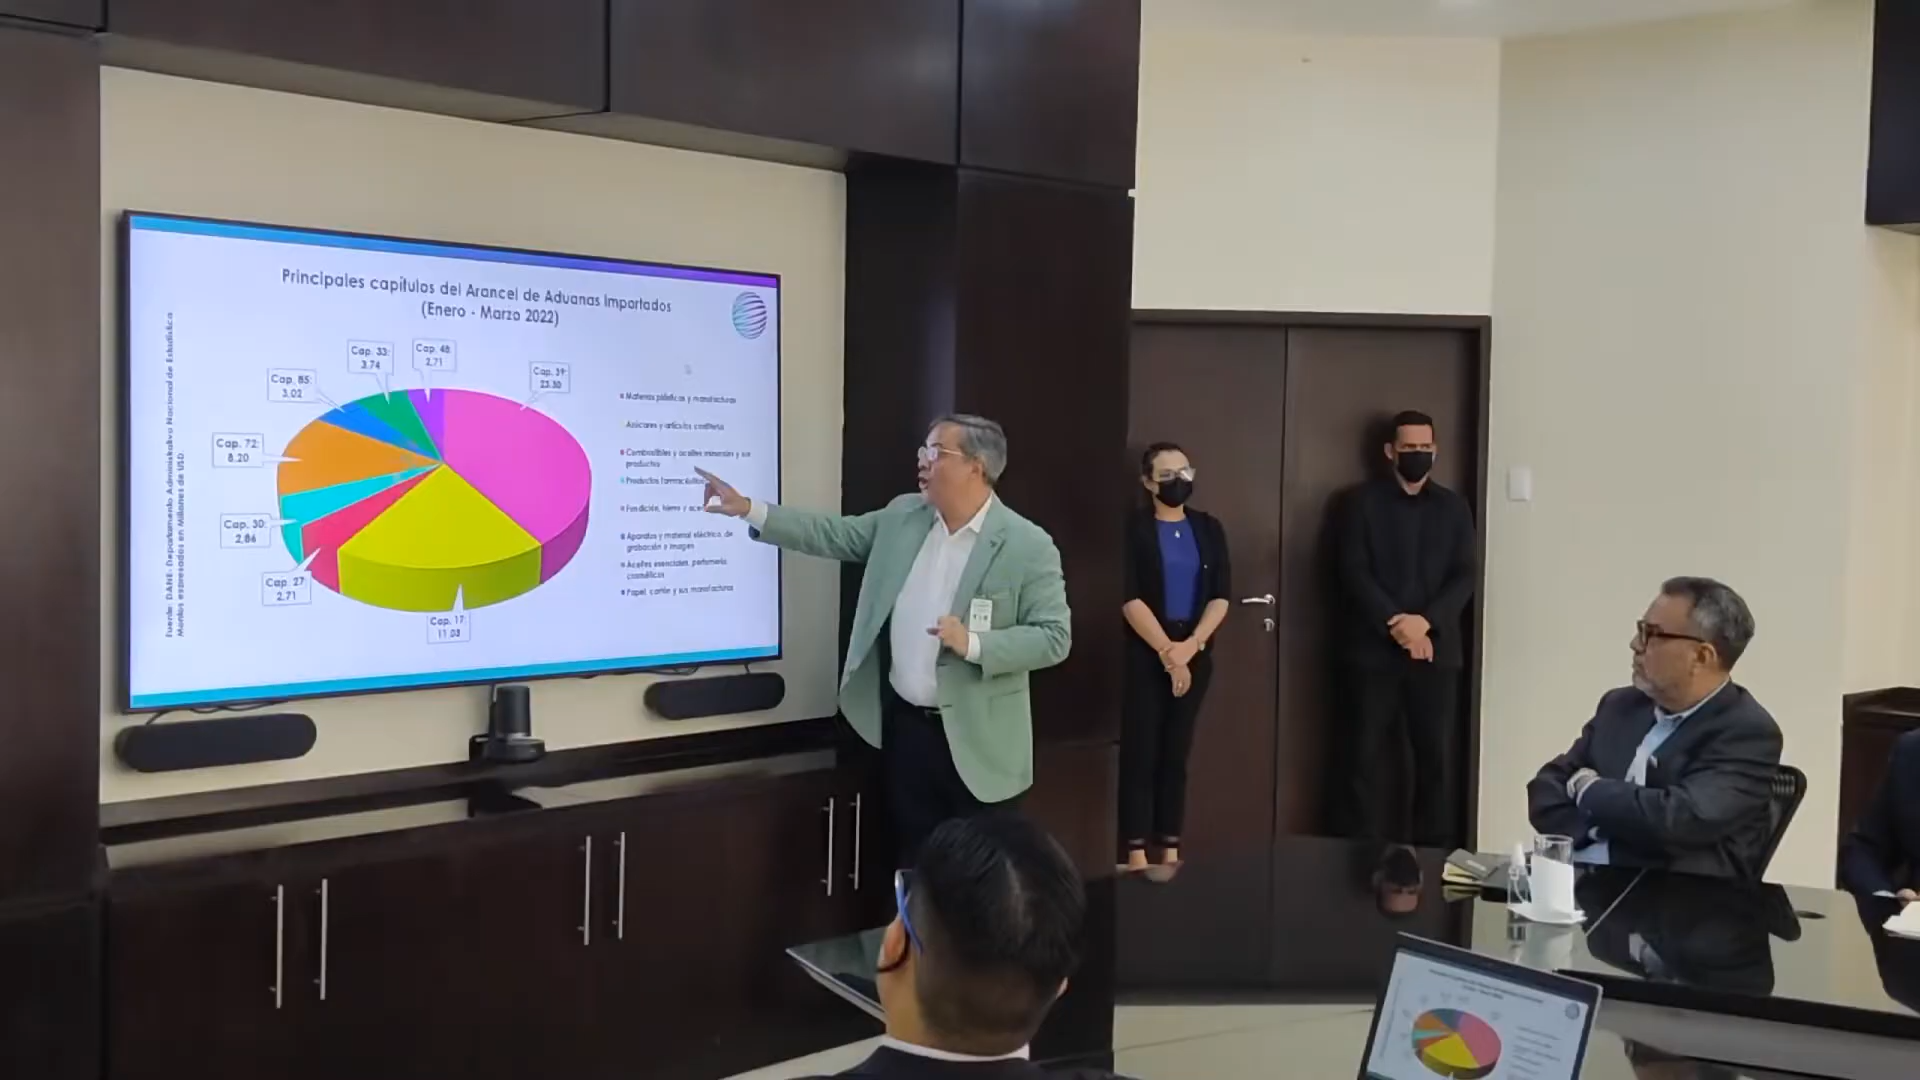 Principales capítulos del Arancel de Aduanas Importados
(Enero - Marzo 2022)
Fuente: DANE- Departamento Administrativo Nacional de Estadística
Montos expresados en Millones de USD.
Cap. 33:
3.74
Cap. 48:
2,71
Cap. 39:
23.30
Cap. 85:
3,02
Cap. 72:
8.20
Cap. 30:
2,86
Cap. 27:
2,71
Cap. 17:
11.03
Materias plásticas y manufacturas
Azúcares y artículos confitería
Combustibles y aceites minerales y sus
productos
Productos farmacéuticos
Fundición, hierro y
Aparatos y material eléctrico, de
grabación o imagen
Aceites esenciales, perfumería,
cosméticos
Papel, cartón y sus manufacturas